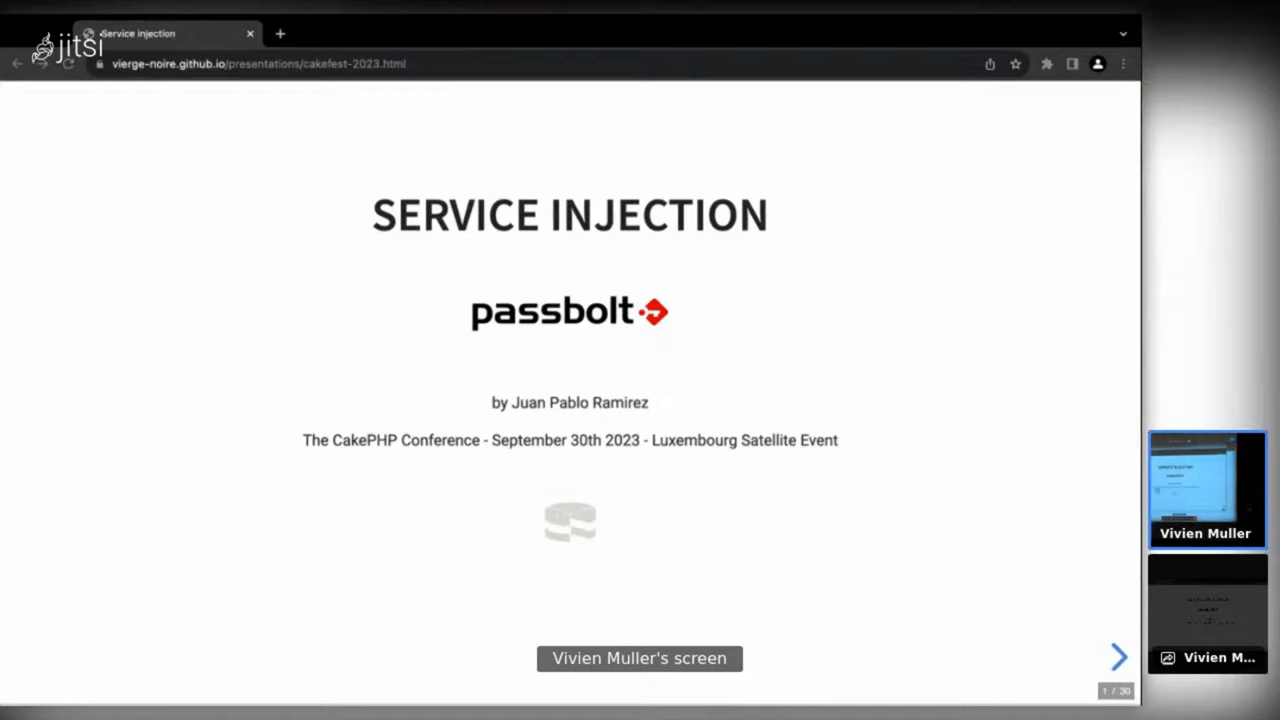 Service injection
jitsi
vierge-noire.github.io/presentations/cakefest-2023.html
SERVICE INJECTION
passbolt
by Juan Pablo Ramirez
The CakePHP Conference - September 30th 2023 - Luxembourg Satellite Event
Vivien Muller
Vivien Muller's screen
Vivien M...
1 / 30